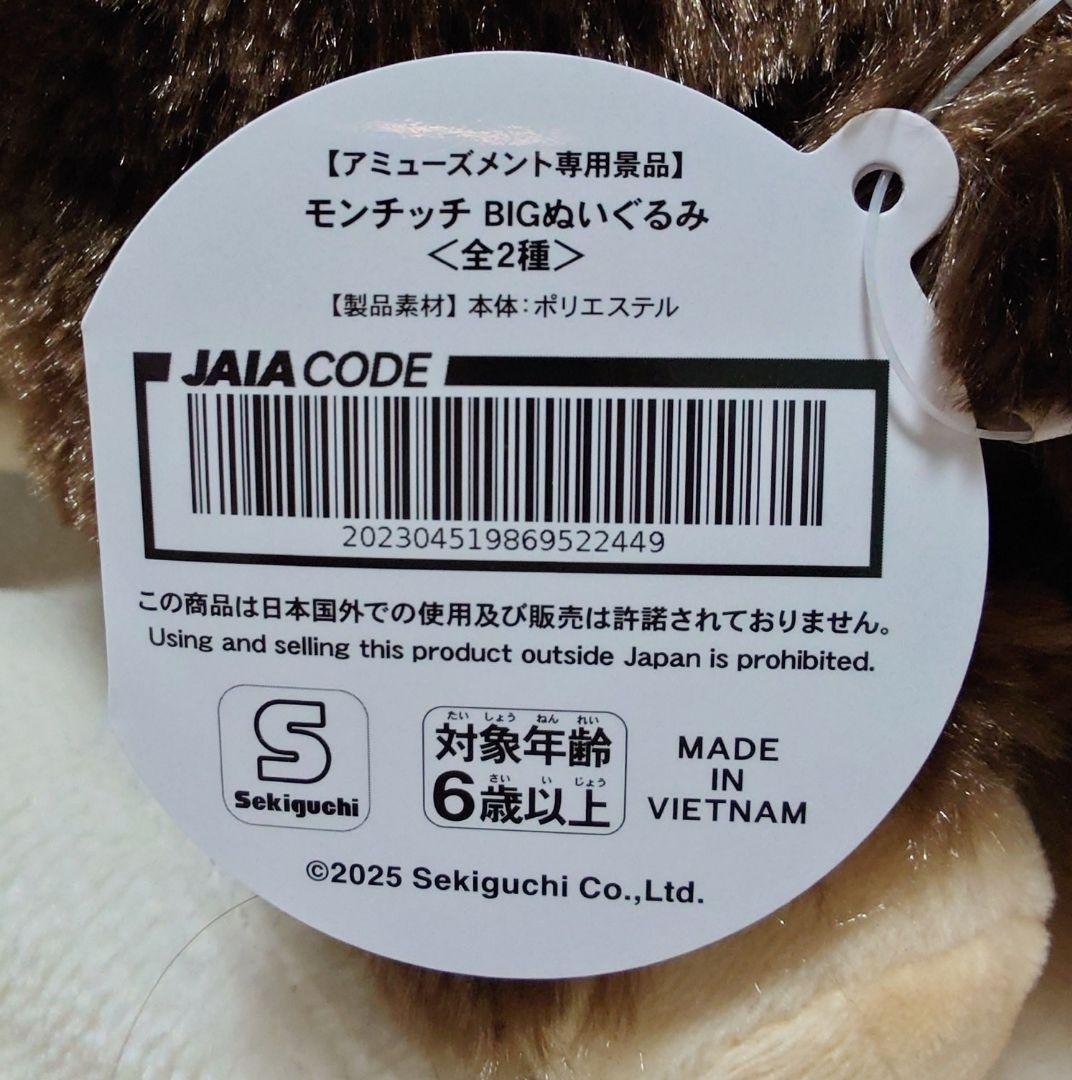 【アミューズメント専用景品】
モンチッチ BIGぬいぐるみ
＜全2種＞
【製品素材】本体：ポリエステル
JAIA CODE
202304519869522449
この商品は日本国外での使用及び販売は許諾されておりません。
Using and selling this product outside Japan is prohibited.
S
Sekiguchi
たい しょう ねん れい
対象年齢
さい い じょう
6歳以上
MADE
IN
VIETNAM
©2025 Sekiguchi Co.,Ltd.